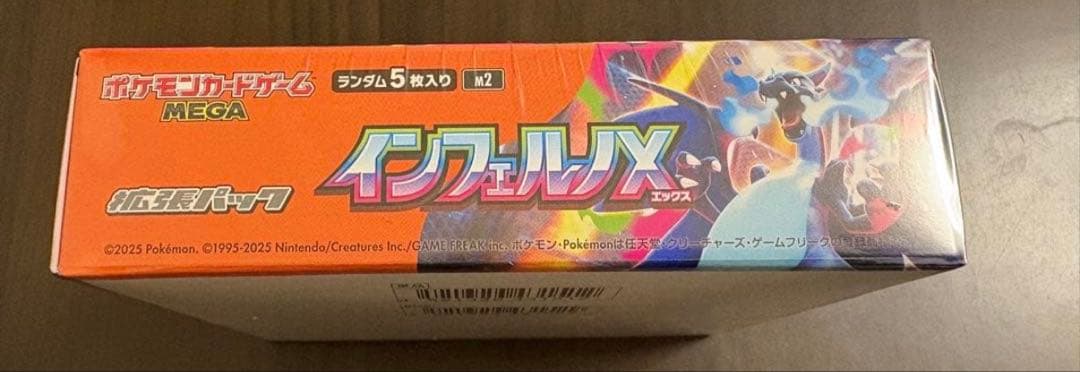 ポケモンカードゲーム
MEGA
ランダム5枚入り
M2
インフェルノX
エックス
拡張パック
©2025 Pokémon. ©1995-2025 Nintendo/Creatures Inc./GAME FREAK inc. ポケモン・Pokémonは任天堂・クリーチャーズ・ゲームフリークの